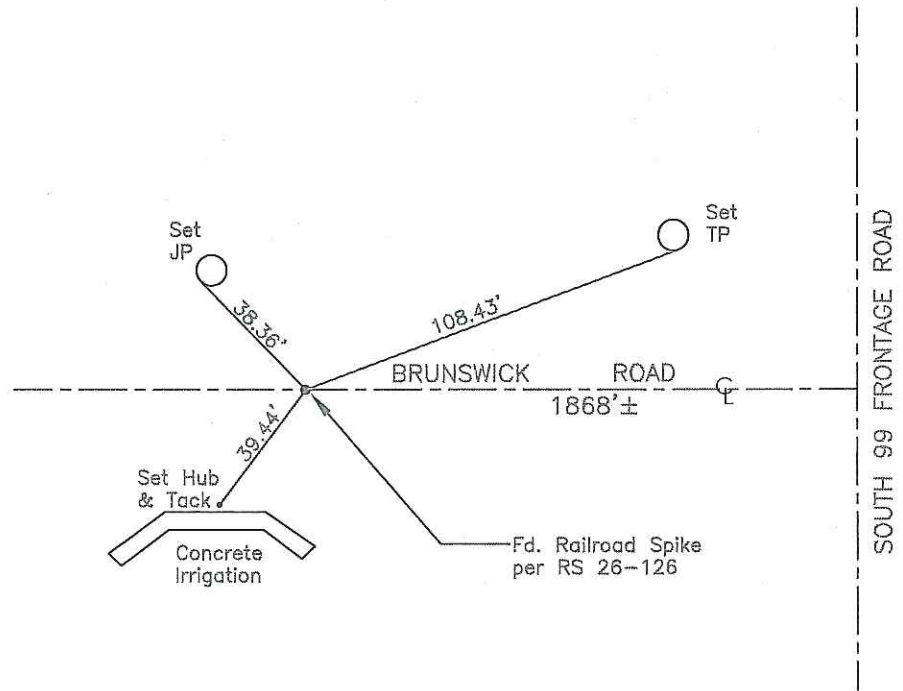 Set
TP
Set
JP
38.36'
108.43'
BRUNSWICK ROAD ℄
1868'±
39.44'
Set Hub
& Tack
Concrete
Irrigation
Fd. Railroad Spike
per RS 26-126
SOUTH 99 FRONTAGE ROAD